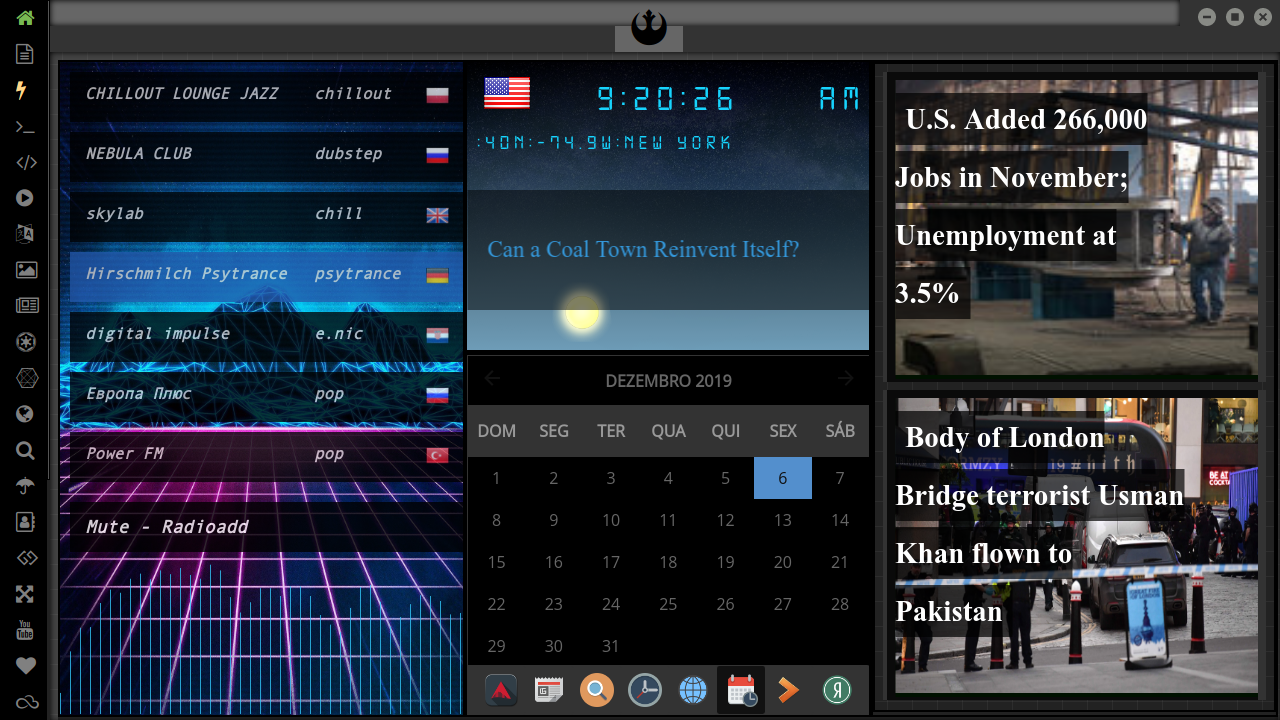 CHILLOUT LOUNGE JAZZ chillout
NEBULA CLUB dubstep
skylab chill
Hirschmilch Psytrance psytrance
digital impulse e.nic
Европа Плюс pop
Power FM pop
Mute - Radioadd
9:20:26 AM
:40N:-74.9W:NEW YORK
Can a Coal Town Reinvent Itself?
DEZEMBRO 2019
DOM SEG TER QUA QUI SEX SÁB
1 2 3 4 5 6 7
8 9 10 11 12 13 14
15 16 17 18 19 20 21
22 23 24 25 26 27 28
29 30 31
U.S. Added 266,000
Jobs in November;
Unemployment at
3.5%
Body of London
Bridge terrorist Usman
Khan flown to
Pakistan
You
Tube